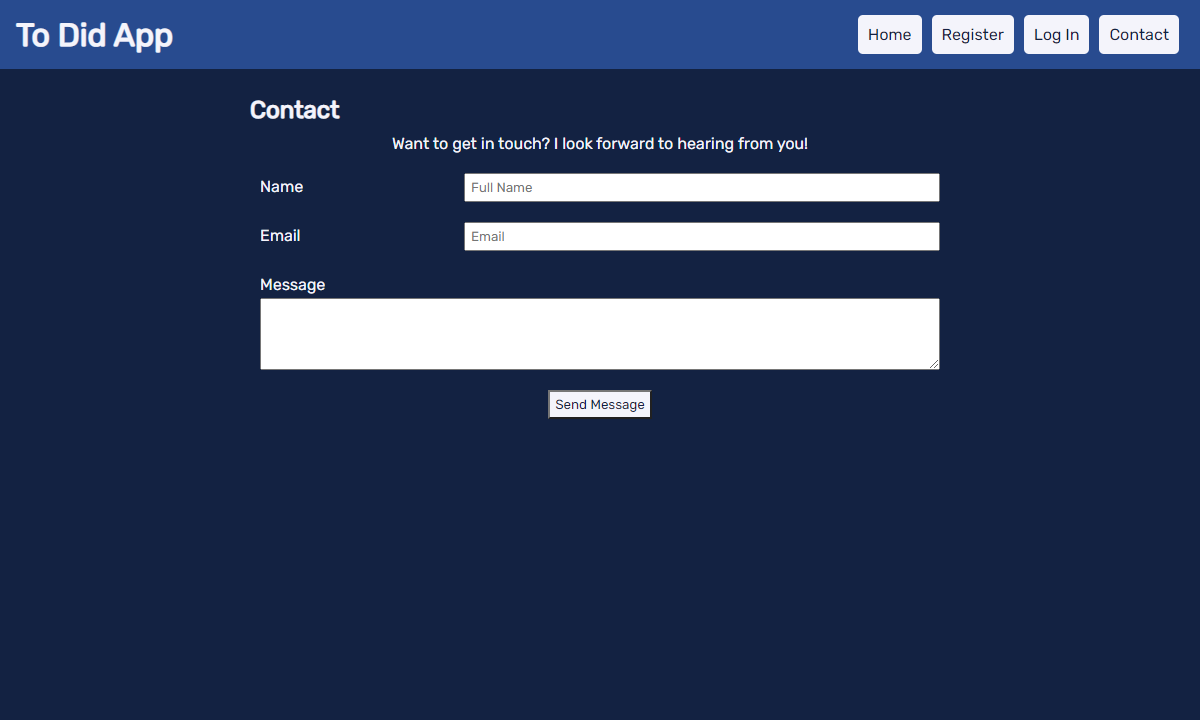 To Did App
Home Register Log In Contact
Contact
Want to get in touch? I look forward to hearing from you!
Name Full Name
Email Email
Message
Send Message